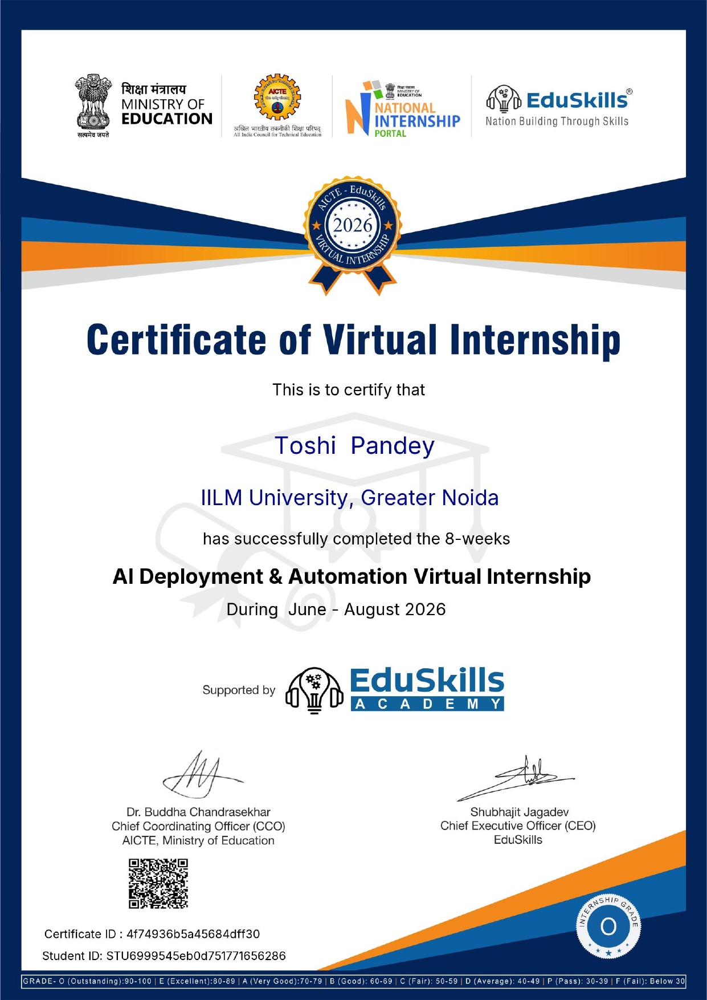 शिक्षा मंत्रालय
MINISTRY OF
EDUCATION
सत्यमेव जयते
AICTE
अखिल भारतीय तकनीकी शिक्षा परिषद्
All India Council for Technical Education
शिक्षा मंत्रालय
MINISTRY OF
EDUCATION
NATIONAL
INTERNSHIP
PORTAL
EduSkills®
Nation Building Through Skills
AICTE - EduSkills
2026
VIRTUAL INTERNSHIP
Certificate of Virtual Internship
This is to certify that
Toshi Pandey
IILM University, Greater Noida
has successfully completed the 8-weeks
AI Deployment & Automation Virtual Internship
During June - August 2026
Supported by
EduSkills
ACADEMY
Dr. Buddha Chandrasekhar
Chief Coordinating Officer (CCO)
AICTE, Ministry of Education
Shubhajit Jagadev
Chief Executive Officer (CEO)
EduSkills
INTERNSHIP GRADE
O
Certificate ID : 4f74936b5a45684dff30
Student ID: STU6999545eb0d751771656286
GRADE- O (Outstanding):90-100 | E (Excellent):80-89 | A (Very Good):70-79 | B (Good): 60-69 | C (Fair): 50-59 | D (Average): 40-49 | P (Pass): 30-39 | F (Fail): Below 30